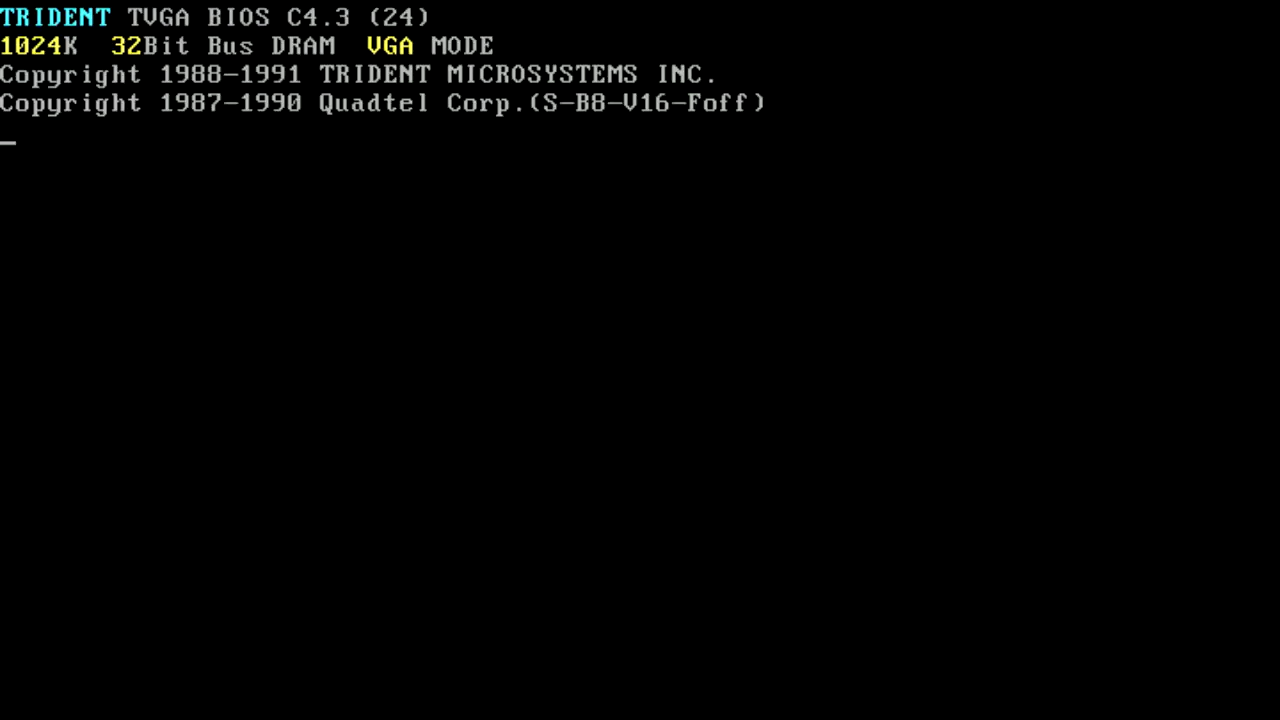 TRIDENT TVGA BIOS C4.3 (24)
1024K  32Bit Bus DRAM  VGA MODE
Copyright 1988-1991 TRIDENT MICROSYSTEMS INC.
Copyright 1987-1990 Quadtel Corp.(S-B8-V16-Foff)
_